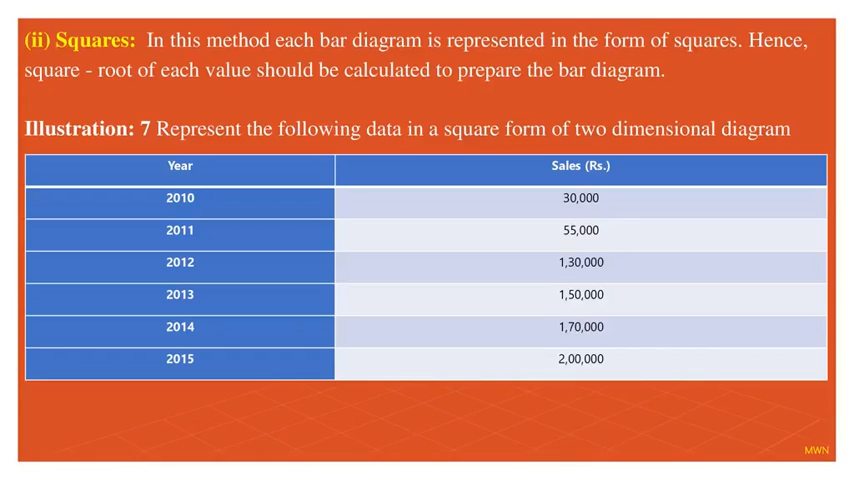 (ii) Squares: In this method each bar diagram is represented in the form of squares. Hence,
square - root of each value should be calculated to prepare the bar diagram.
Illustration: 7 Represent the following data in a square form of two dimensional diagram
Year Sales (Rs.)
2010 30,000
2011 55,000
2012 1,30,000
2013 1,50,000
2014 1,70,000
2015 2,00,000
MWN